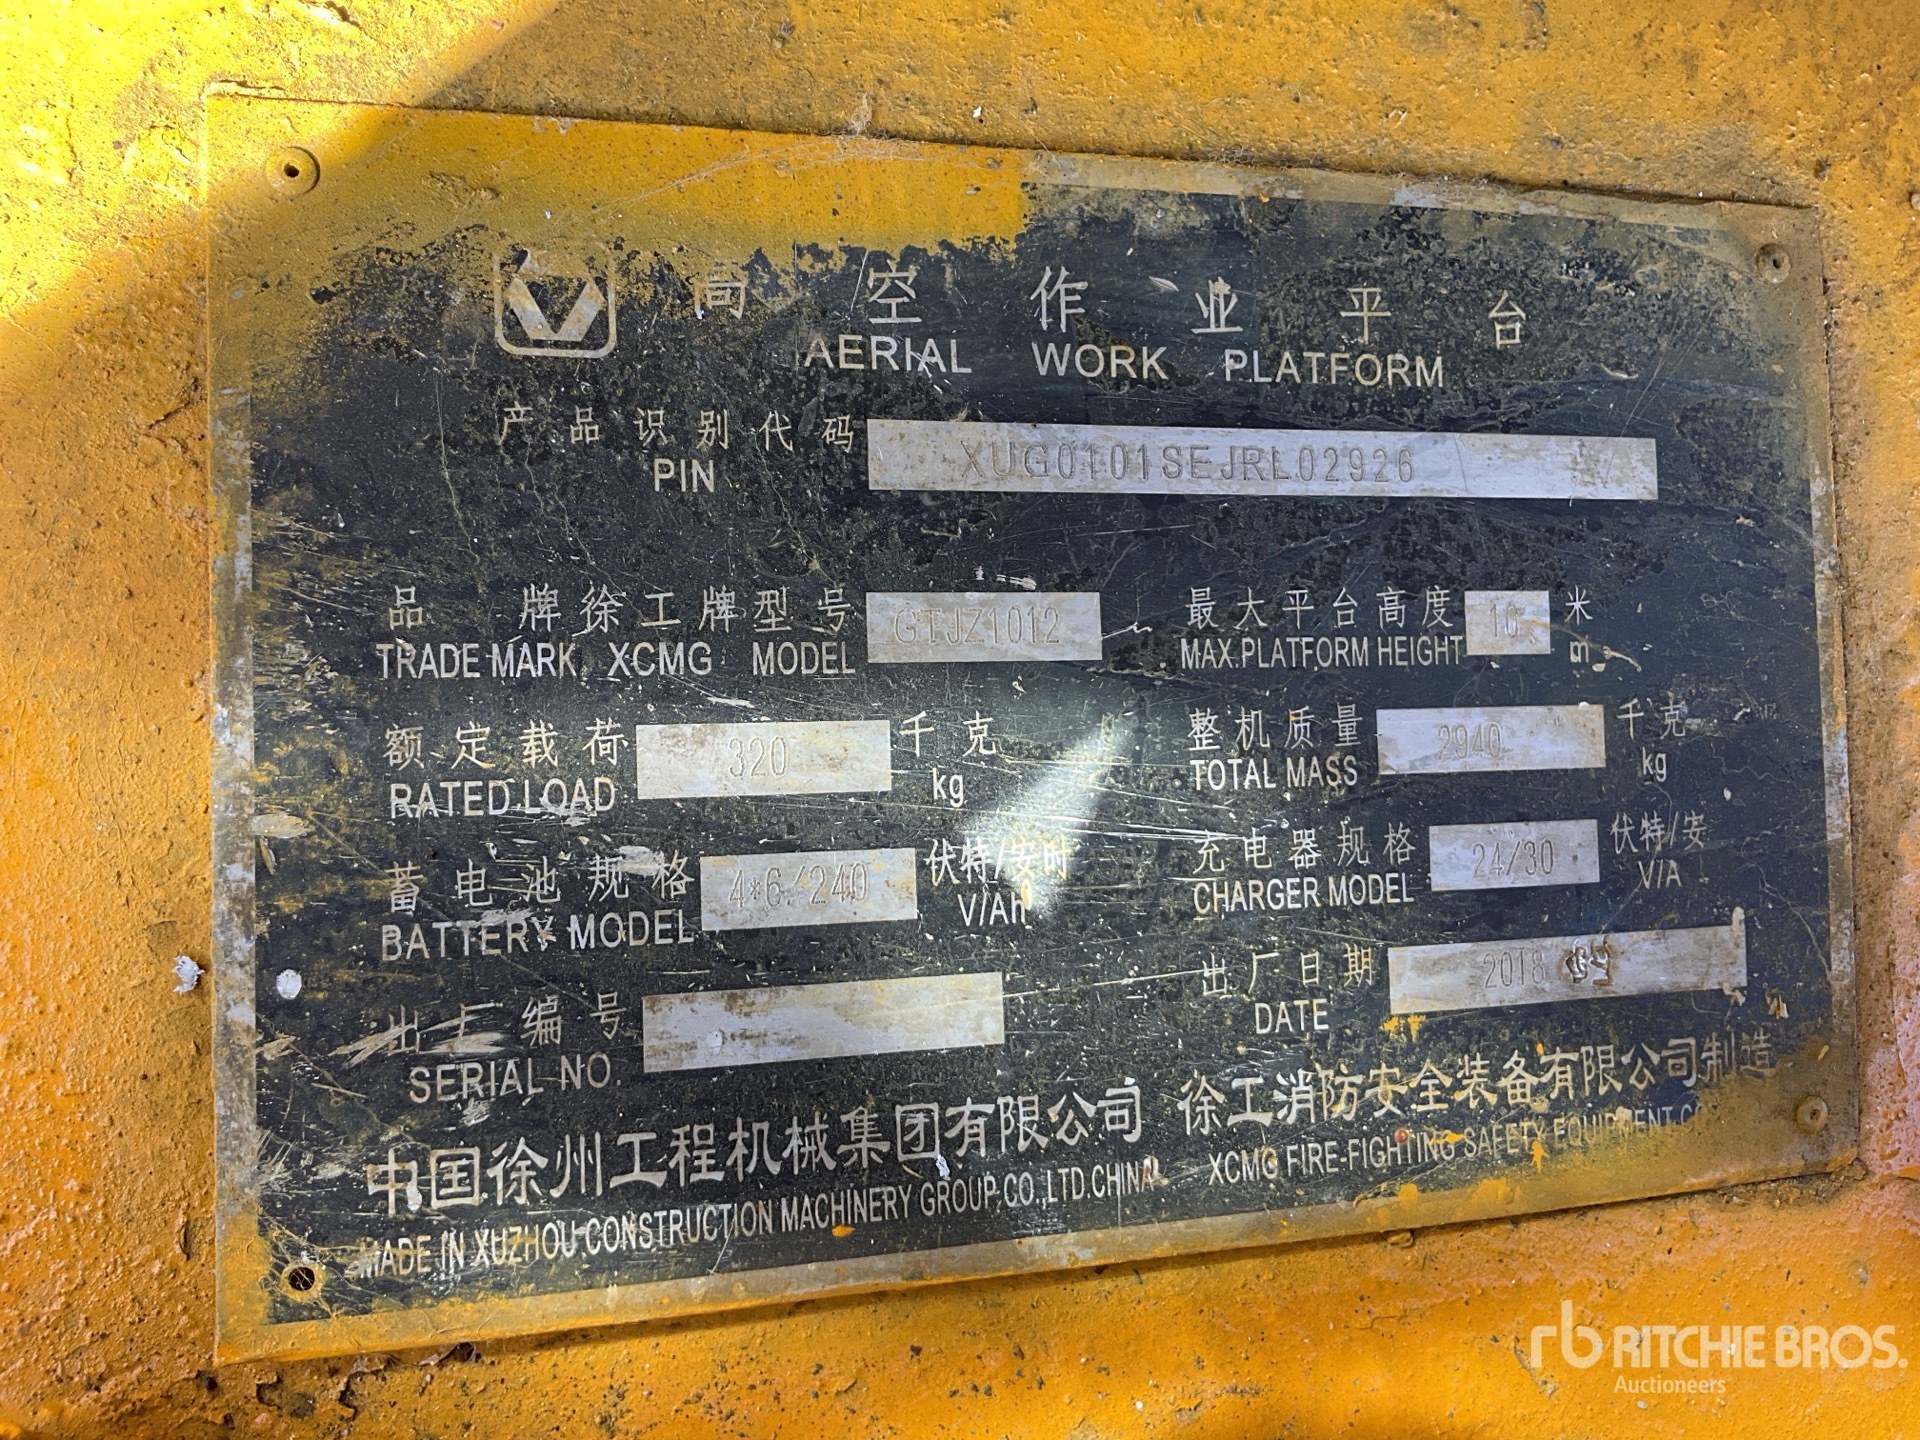 高空作业平台
AERIAL WORK PLATFORM
产品识别代码 XUG0101SEJRL02926
PIN
品牌徐工牌型号 GTJZ1012 最大平台高度 10 米
TRADE MARK XCMG MODEL MAX.PLATFORM HEIGHT m
额定载荷 320 千克 整机质量 2940 千克
RATED LOAD kg TOTAL MASS kg
蓄电池规格 4*6/240 伏特/安时 充电器规格 24/30 伏特/安
BATTERY MODEL V/Ah CHARGER MODEL V/A
出厂编号 出厂日期 2018
SERIAL NO. DATE
中国徐州工程机械集团有限公司 徐工消防安全装备有限公司制造
MADE IN XUZHOU CONSTRUCTION MACHINERY GROUP CO.,LTD.CHINA XCMG FIRE-FIGHTING SAFETY EQUIPMENT
rb RITCHIE BROS.
Auctioneers